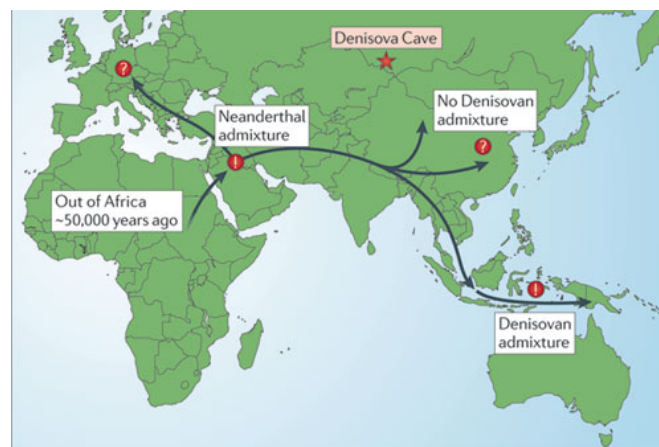 Denisova Cave
?
Neanderthal
admixture
No Denisovan
admixture
?
!
Out of Africa
~50,000 years ago
!
Denisovan
admixture